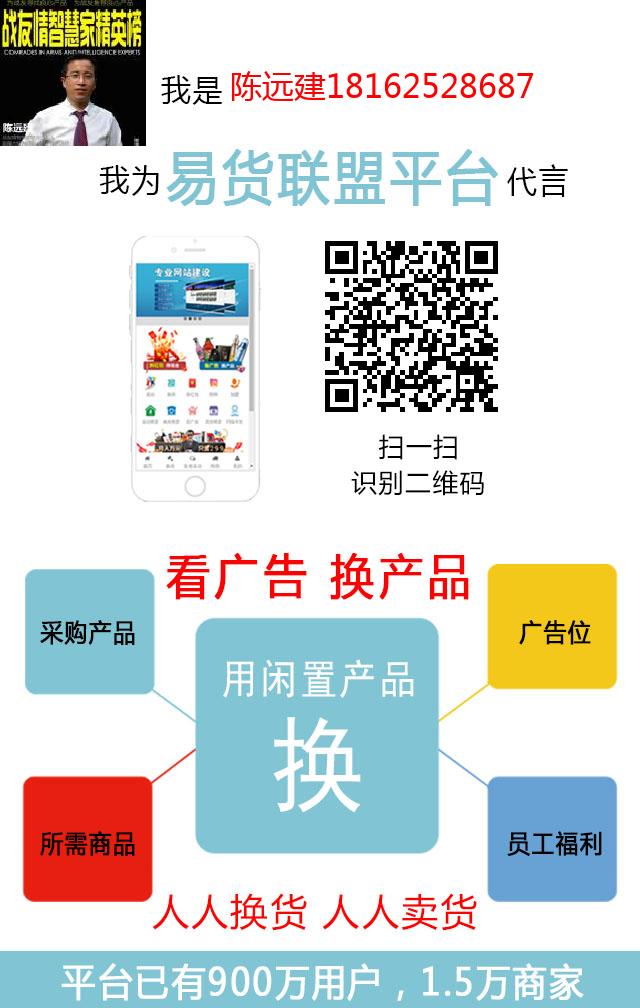 战友情智慧家精英榜
COMRADES IN ARMS AND INTELLIGENCE EXPERTS
陈远建
我是 陈远建18162528687
我为 易货联盟平台 代言
专业网站建设
扫一扫
识别二维码
看广告 换产品
采购产品
广告位
用闲置产品
换
所需商品
员工福利
人人换货 人人卖货
平台已有900万用户，1.5万商家